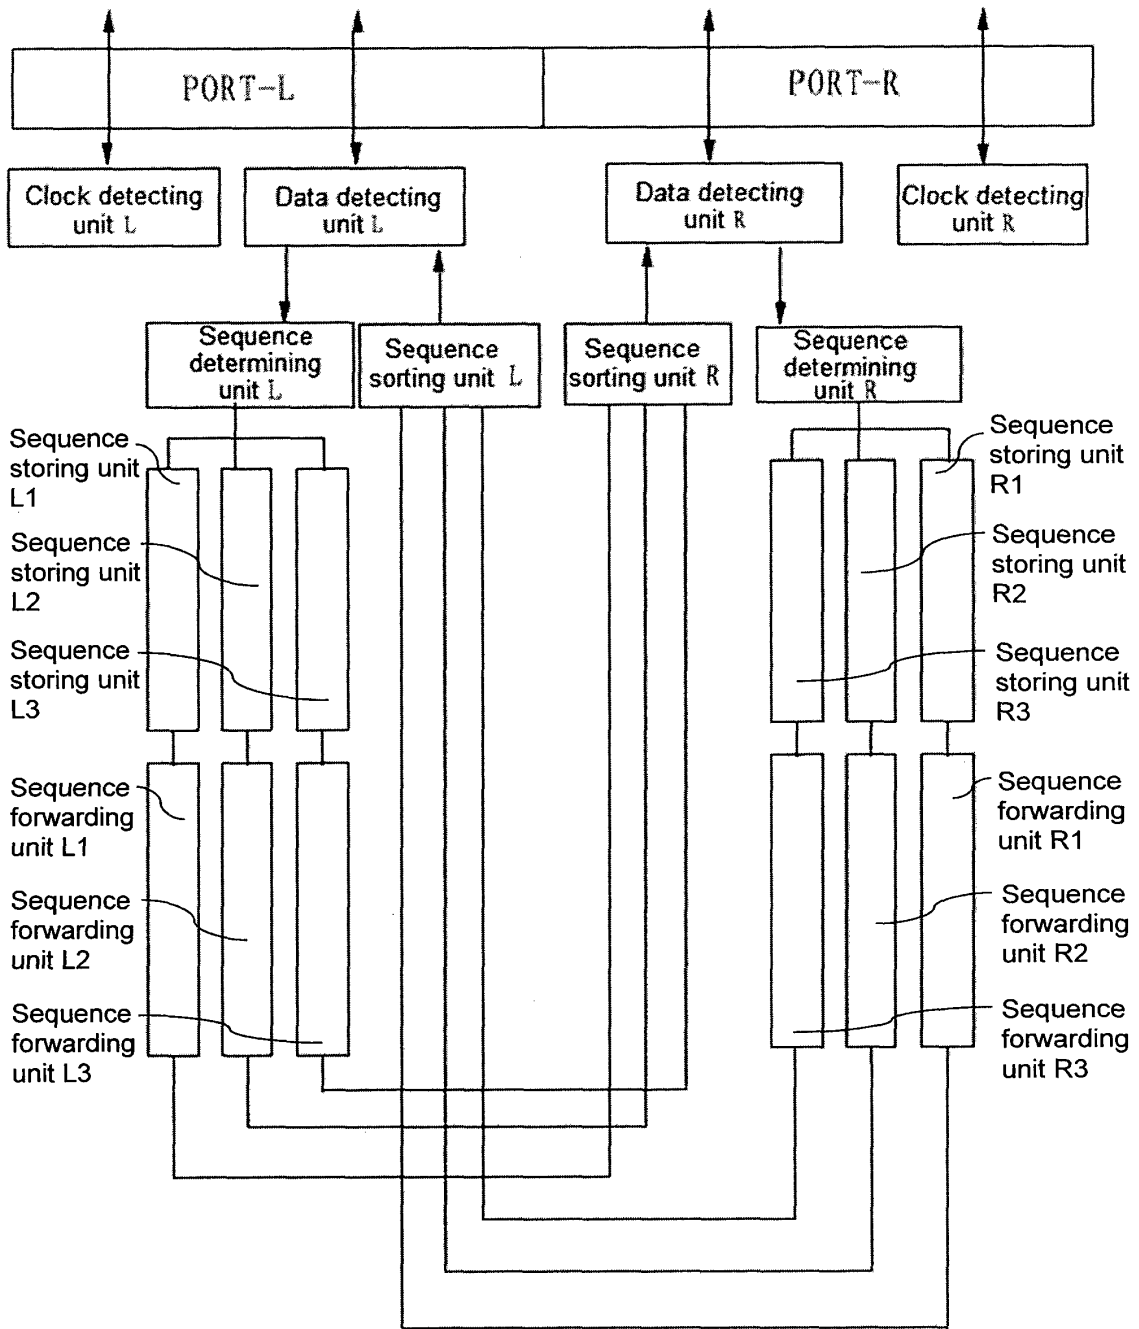 PORT-L
PORT-R
Clock detecting
unit L
Data detecting
unit L
Data detecting
unit R
Clock detecting
unit R
Sequence
determining
unit L
Sequence
sorting unit L
Sequence
sorting unit R
Sequence
determining
unit R
Sequence
storing unit
L1
Sequence
storing unit
L2
Sequence
storing unit
L3
Sequence
forwarding
unit L1
Sequence
forwarding
unit L2
Sequence
forwarding
unit L3
Sequence
storing unit
R1
Sequence
storing unit
R2
Sequence
storing unit
R3
Sequence
forwarding
unit R1
Sequence
forwarding
unit R2
Sequence
forwarding
unit R3